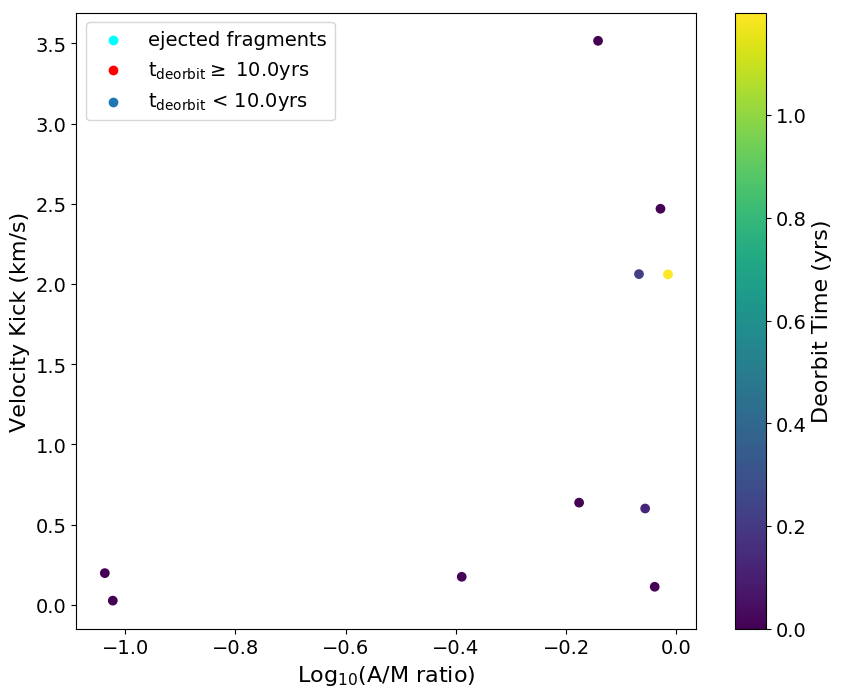 ejected fragments
t_deorbit ≥ 10.0yrs
t_deorbit < 10.0yrs
3.5
3.0
2.5
2.0
1.5
1.0
0.5
0.0
Velocity Kick (km/s)
−1.0 −0.8 −0.6 −0.4 −0.2 0.0
Log₁₀(A/M ratio)
1.0
0.8
0.6
0.4
0.2
0.0
Deorbit Time (yrs)